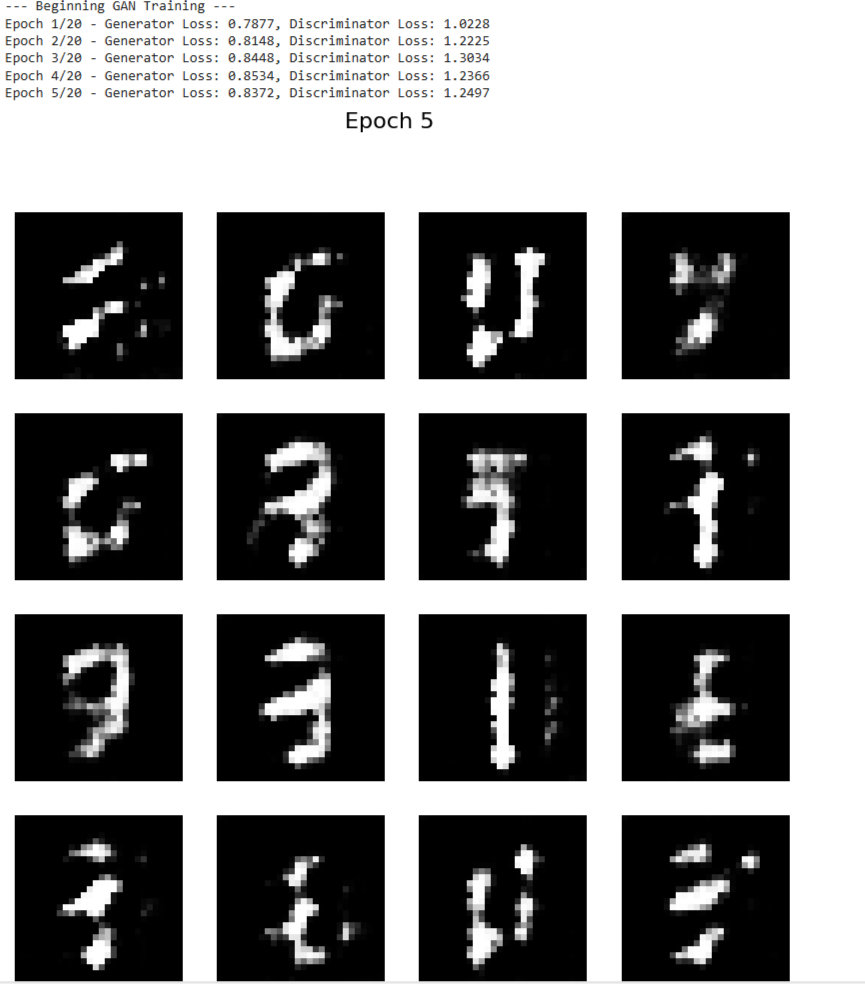 --- Beginning GAN Training ---
Epoch 1/20 - Generator Loss: 0.7877, Discriminator Loss: 1.0228
Epoch 2/20 - Generator Loss: 0.8148, Discriminator Loss: 1.2225
Epoch 3/20 - Generator Loss: 0.8448, Discriminator Loss: 1.3034
Epoch 4/20 - Generator Loss: 0.8534, Discriminator Loss: 1.2366
Epoch 5/20 - Generator Loss: 0.8372, Discriminator Loss: 1.2497
Epoch 5